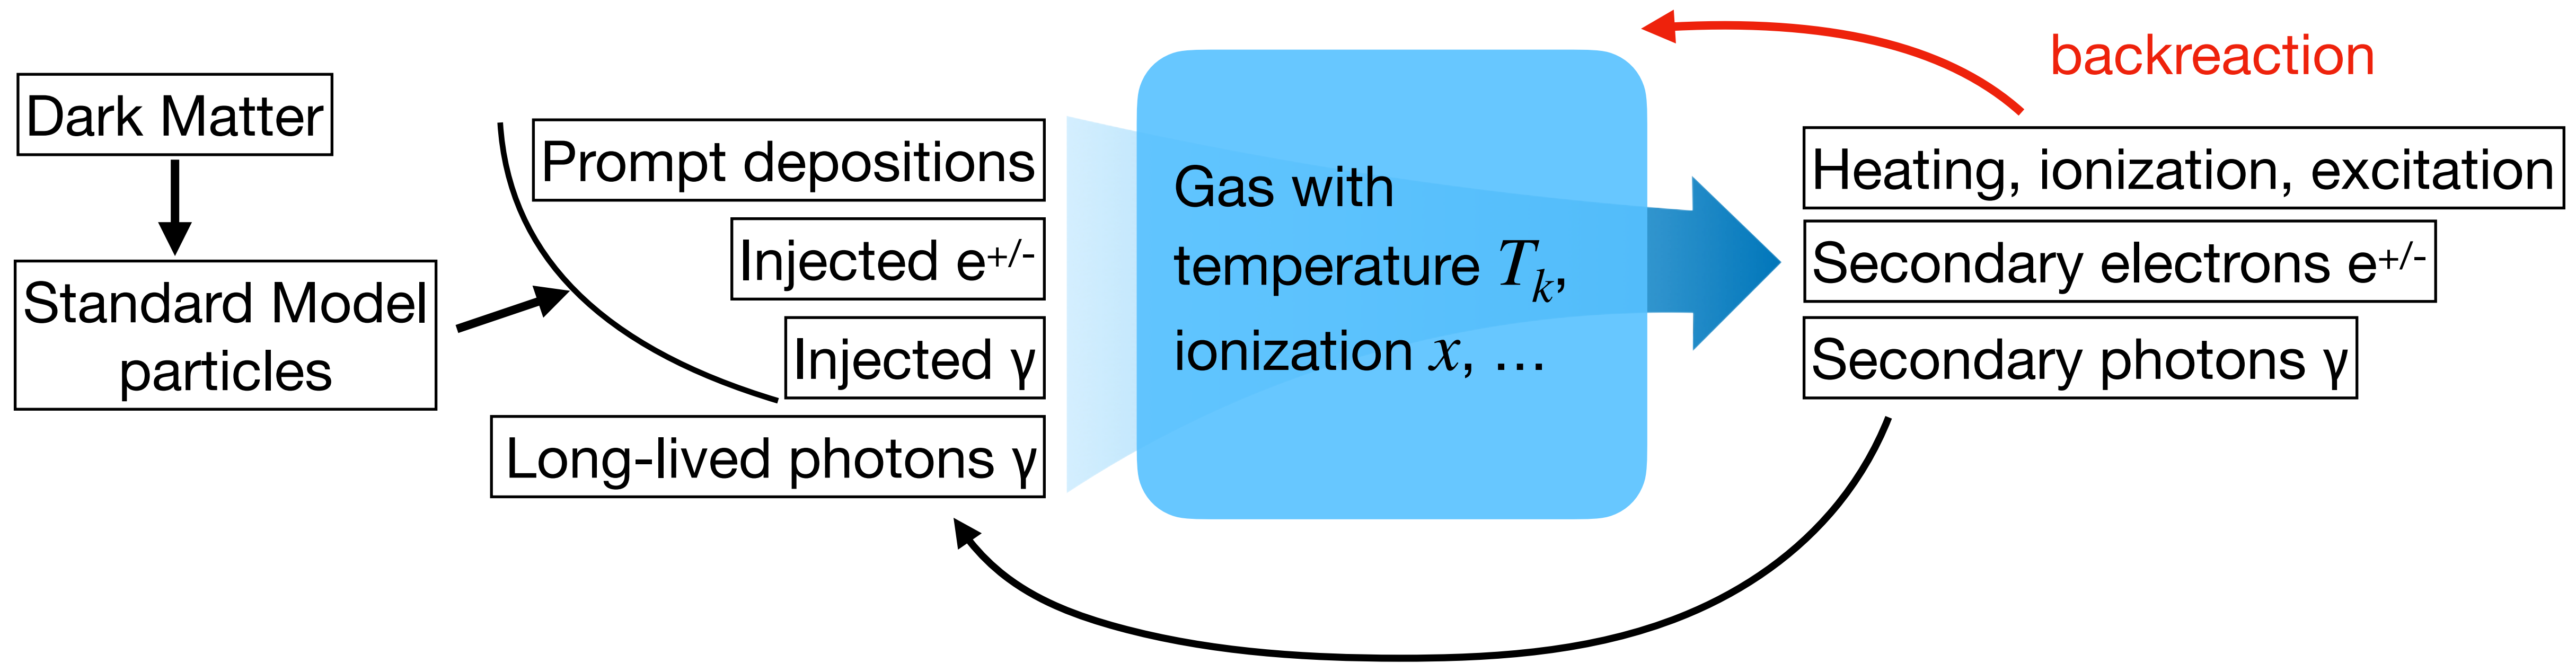 Dark Matter
Standard Model
particles
Prompt depositions
Injected e⁺/⁻
Injected γ
Long-lived photons γ
Gas with
temperature Tₖ,
ionization x, ...
backreaction
Heating, ionization, excitation
Secondary electrons e⁺/⁻
Secondary photons γ